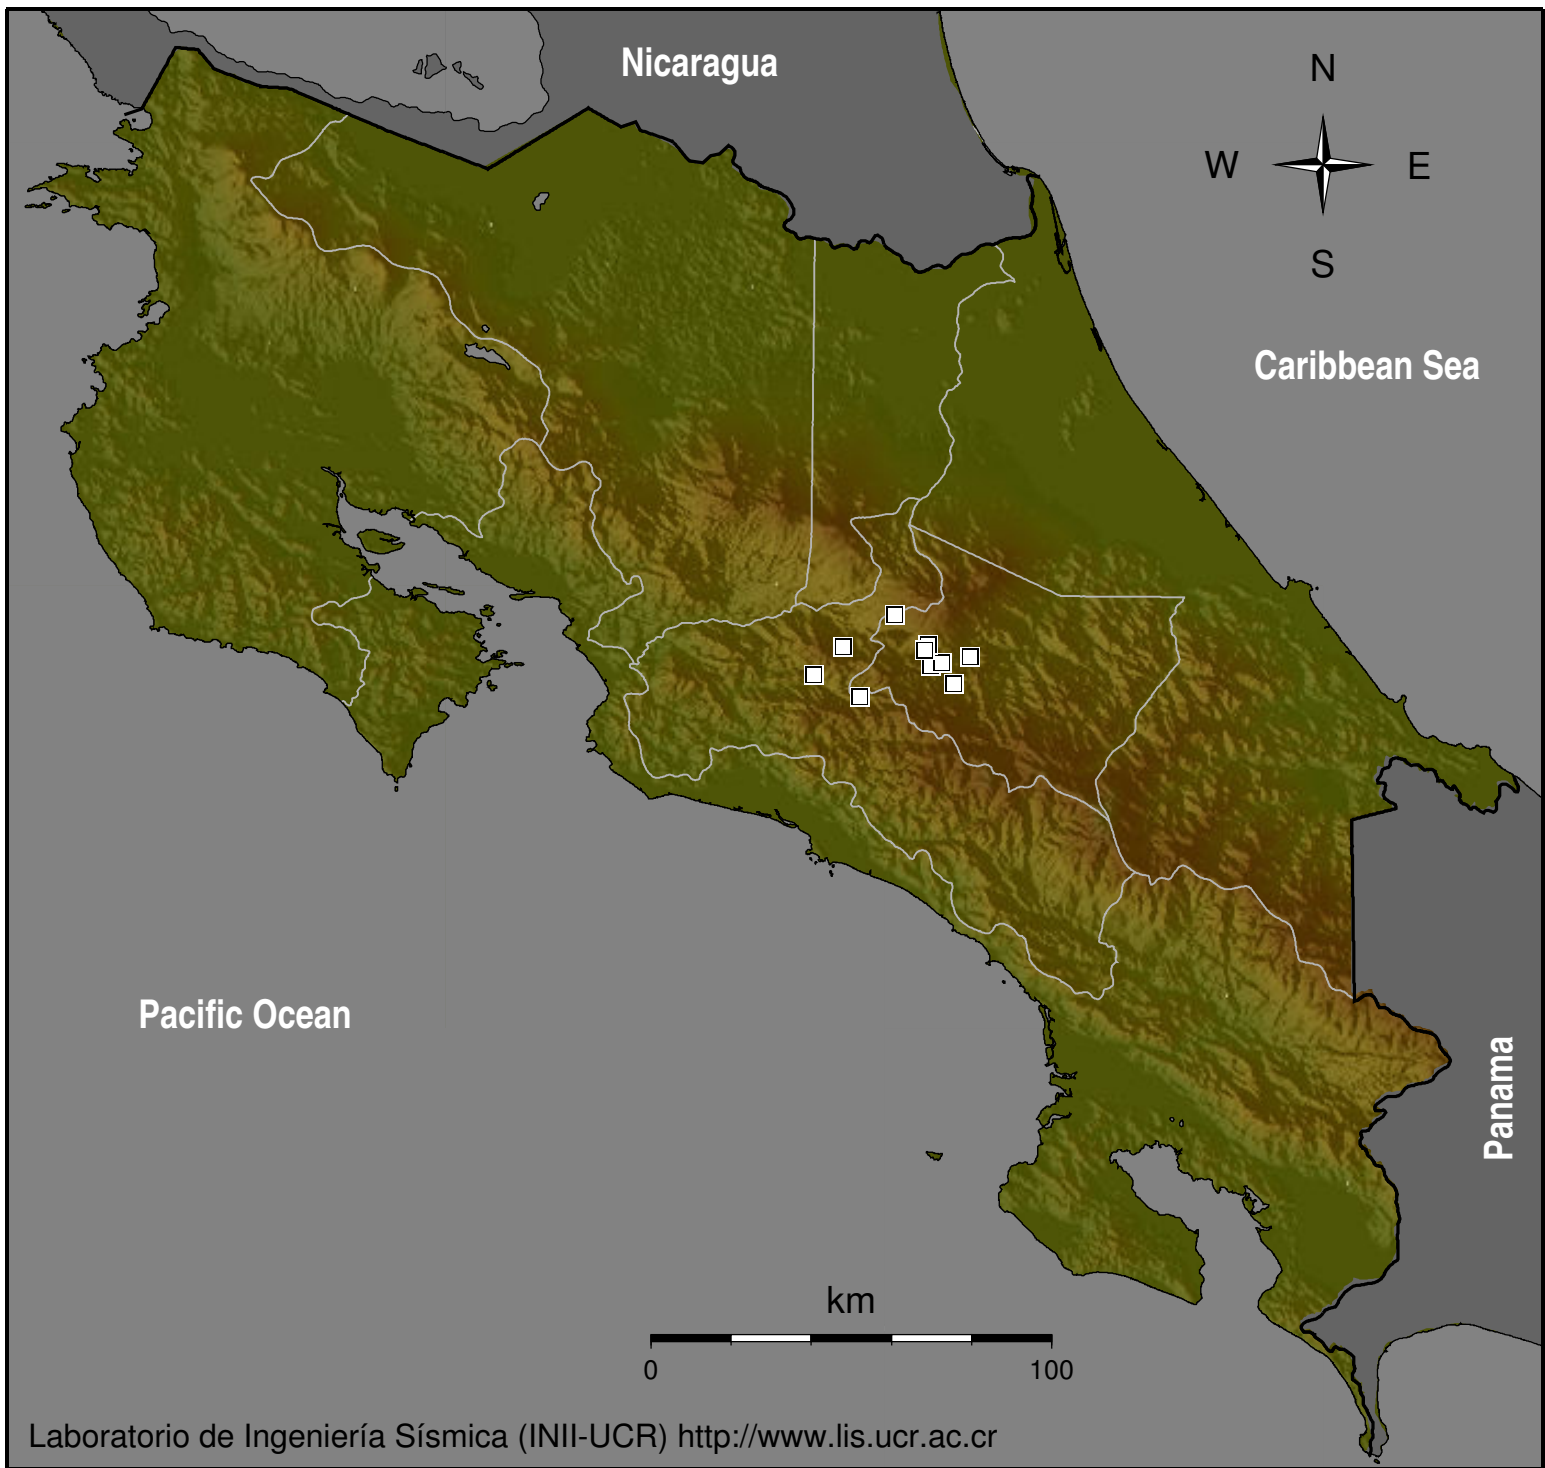 Nicaragua
N
W E
S
Caribbean Sea
Pacific Ocean
Panama
km
0 100
Laboratorio de Ingeniería Sísmica (INII-UCR) http://www.lis.ucr.ac.cr